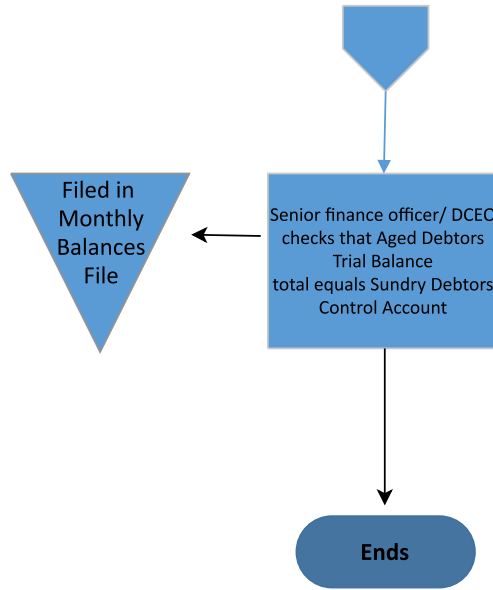 Filed in
Monthly
Balances
File
Senior finance officer/ DCEO
checks that Aged Debtors
Trial Balance
total equals Sundry Debtors
Control Account
Ends